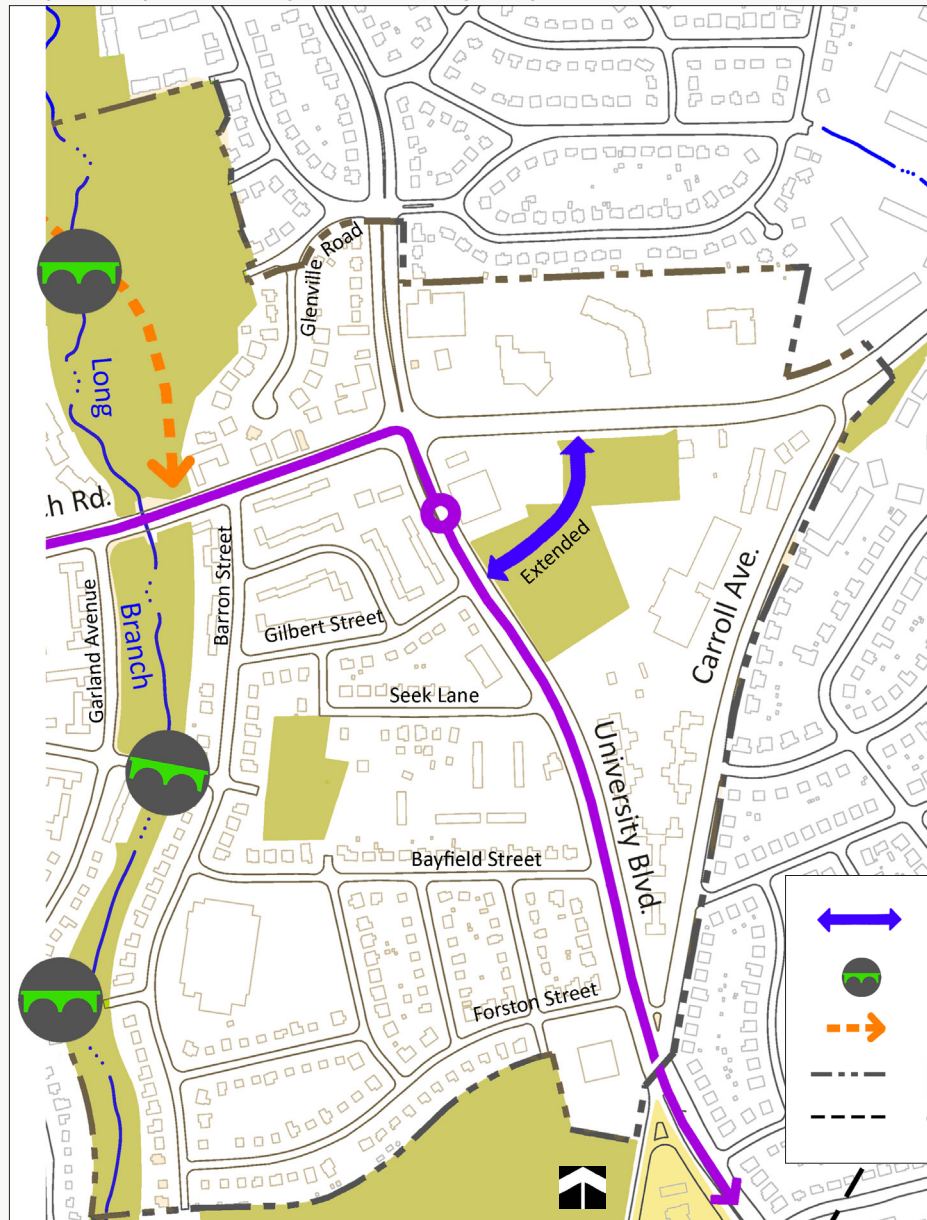 Glenville Road
Long
ch Rd.
Extended
Carroll Ave.
Barron Street
Garland Avenue
Branch
Gilbert Street
Seek Lane
University Blvd.
Bayfield Street
Forston Street